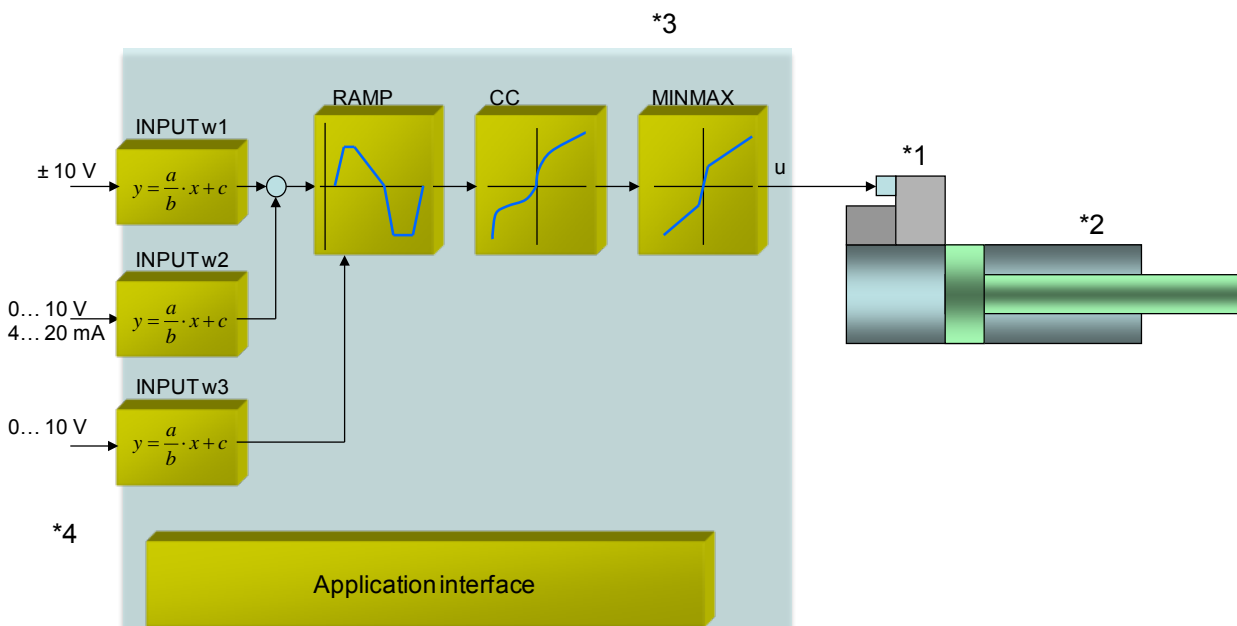 *3
RAMP
CC
MINMAX
INPUT w1
± 10 V
y = a/b · x + c
u
*1
*2
INPUT w2
0... 10 V
4... 20 mA
y = a/b · x + c
INPUT w3
0... 10 V
y = a/b · x + c
*4
Application interface